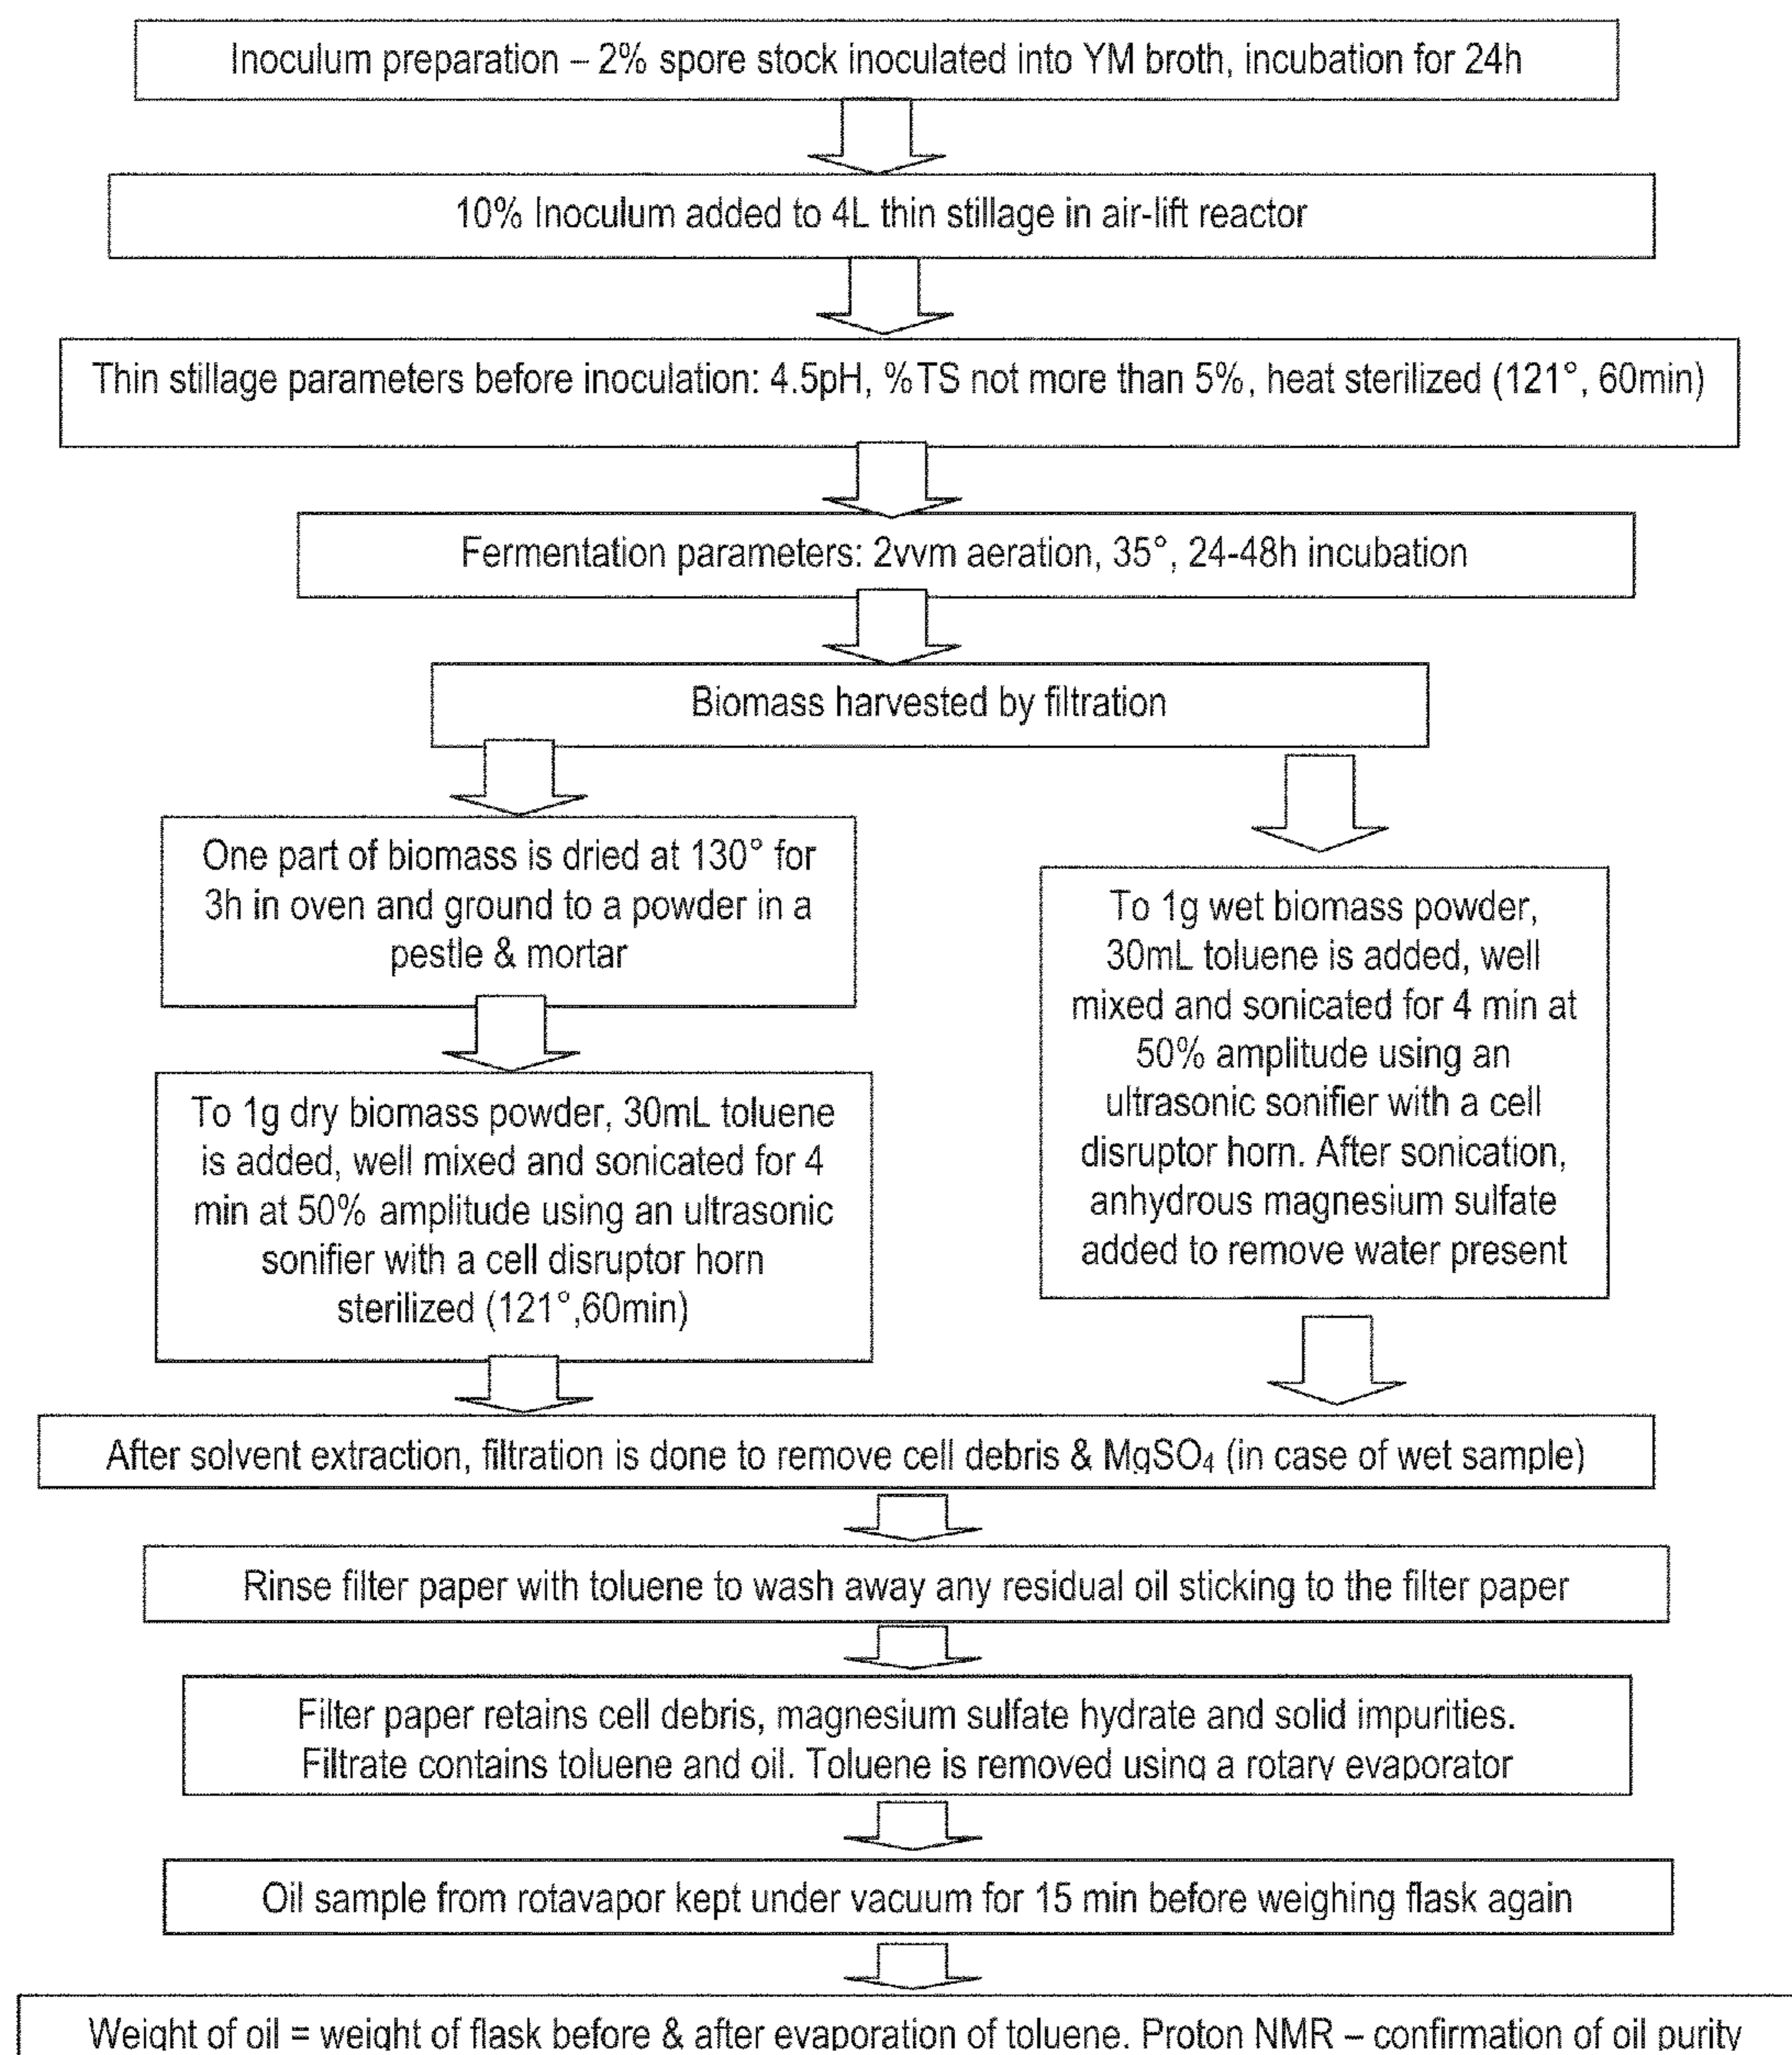 Inoculum preparation – 2% spore stock inoculated into YM broth, incubation for 24h
10% Inoculum added to 4L thin stillage in air-lift reactor
Thin stillage parameters before inoculation: 4.5pH, %TS not more than 5%, heat sterilized (121°, 60min)
Fermentation parameters: 2vvm aeration, 35°, 24-48h incubation
Biomass harvested by filtration
One part of biomass is dried at 130° for
3h in oven and ground to a powder in a
pestle & mortar
To 1g dry biomass powder, 30mL toluene
is added, well mixed and sonicated for 4
min at 50% amplitude using an ultrasonic
sonifier with a cell disruptor horn
sterilized (121°,60min)
To 1g wet biomass powder,
30mL toluene is added, well
mixed and sonicated for 4 min at
50% amplitude using an
ultrasonic sonifier with a cell
disruptor horn. After sonication,
anhydrous magnesium sulfate
added to remove water present
After solvent extraction, filtration is done to remove cell debris & MgSO₄ (in case of wet sample)
Rinse filter paper with toluene to wash away any residual oil sticking to the filter paper
Filter paper retains cell debris, magnesium sulfate hydrate and solid impurities.
Filtrate contains toluene and oil. Toluene is removed using a rotary evaporator
Oil sample from rotavapor kept under vacuum for 15 min before weighing flask again
Weight of oil = weight of flask before & after evaporation of toluene. Proton NMR – confirmation of oil purity